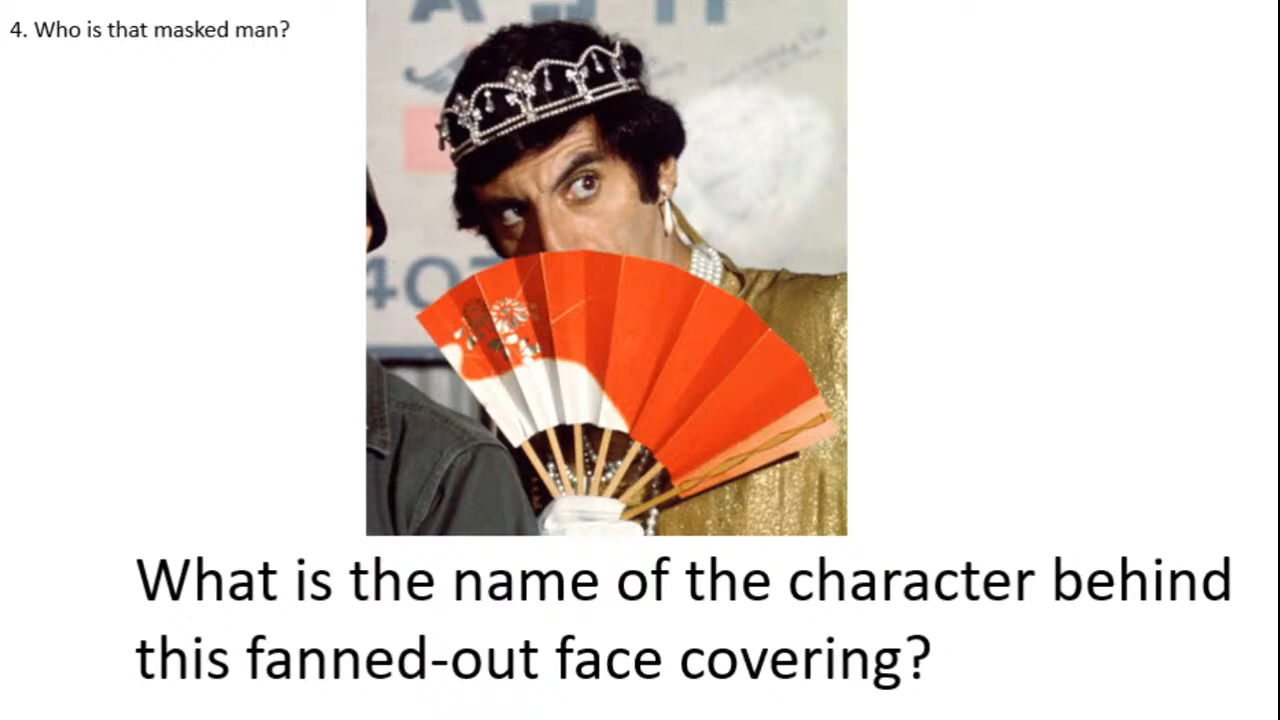 4. Who is that masked man?
407
What is the name of the character behind
this fanned-out face covering?